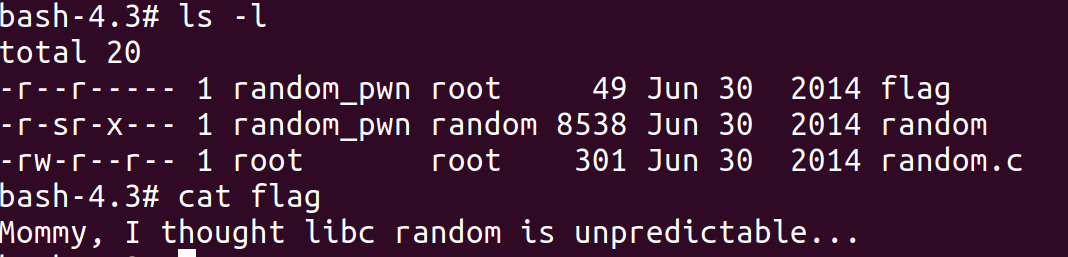 bash-4.3# ls -l
total 20
-r--r----- 1 random_pwn root     49 Jun 30  2014 flag
-r-sr-x--- 1 random_pwn random 8538 Jun 30  2014 random
-rw-r--r-- 1 root       root    301 Jun 30  2014 random.c
bash-4.3# cat flag
Mommy, I thought libc random is unpredictable...